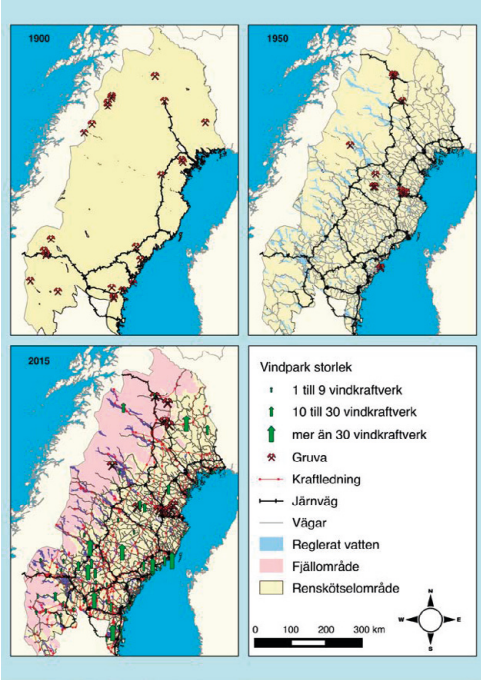 1900
1950
2015
Vindpark storlek
1 till 9 vindkraftverk
10 till 30 vindkraftverk
mer än 30 vindkraftverk
Gruva
Kraftledning
Järnväg
Vägar
Reglerat vatten
Fjällområde
Renskötselområde
N
W E
S
0 100 200 300 km